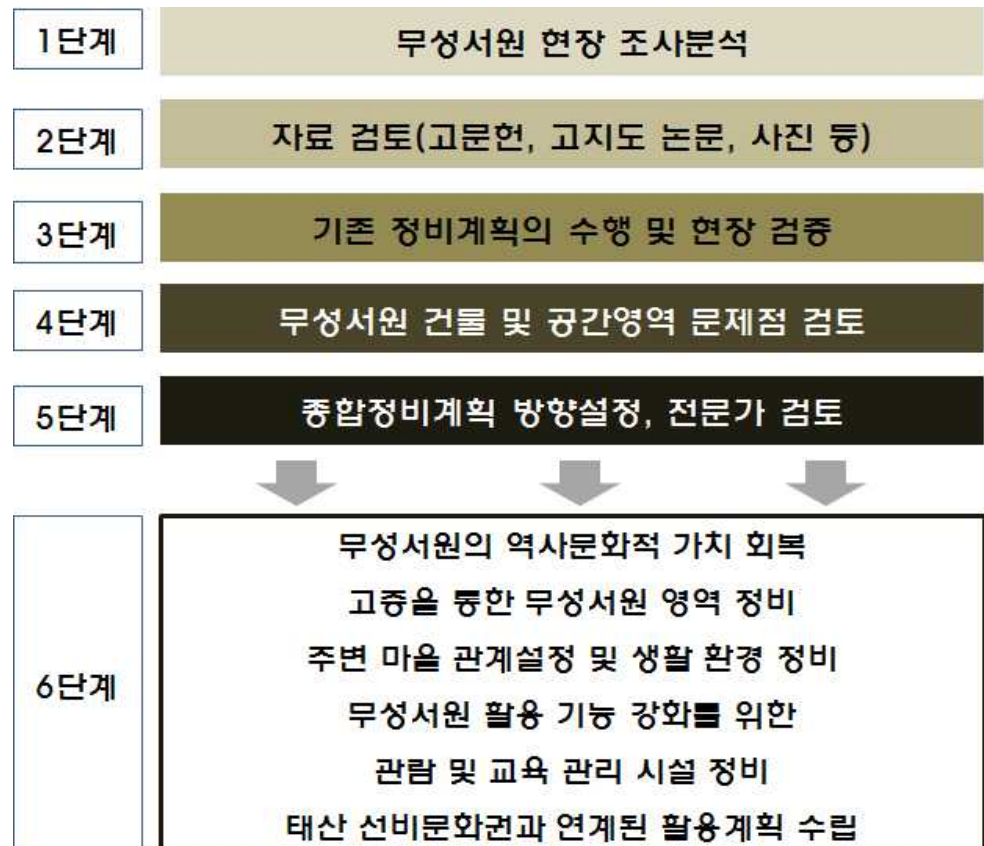 1단계
무성서원 현장 조사분석
2단계
자료 검토(고문헌, 고지도 논문, 사진 등)
3단계
기존 정비계획의 수행 및 현장 검증
4단계
무성서원 건물 및 공간영역 문제점 검토
5단계
종합정비계획 방향설정, 전문가 검토
6단계
무성서원의 역사문화적 가치 회복
고증을 통한 무성서원 영역 정비
주변 마을 관계설정 및 생활 환경 정비
무성서원 활용 기능 강화를 위한
관람 및 교육 관리 시설 정비
태산 선비문화권과 연계된 활용계획 수립